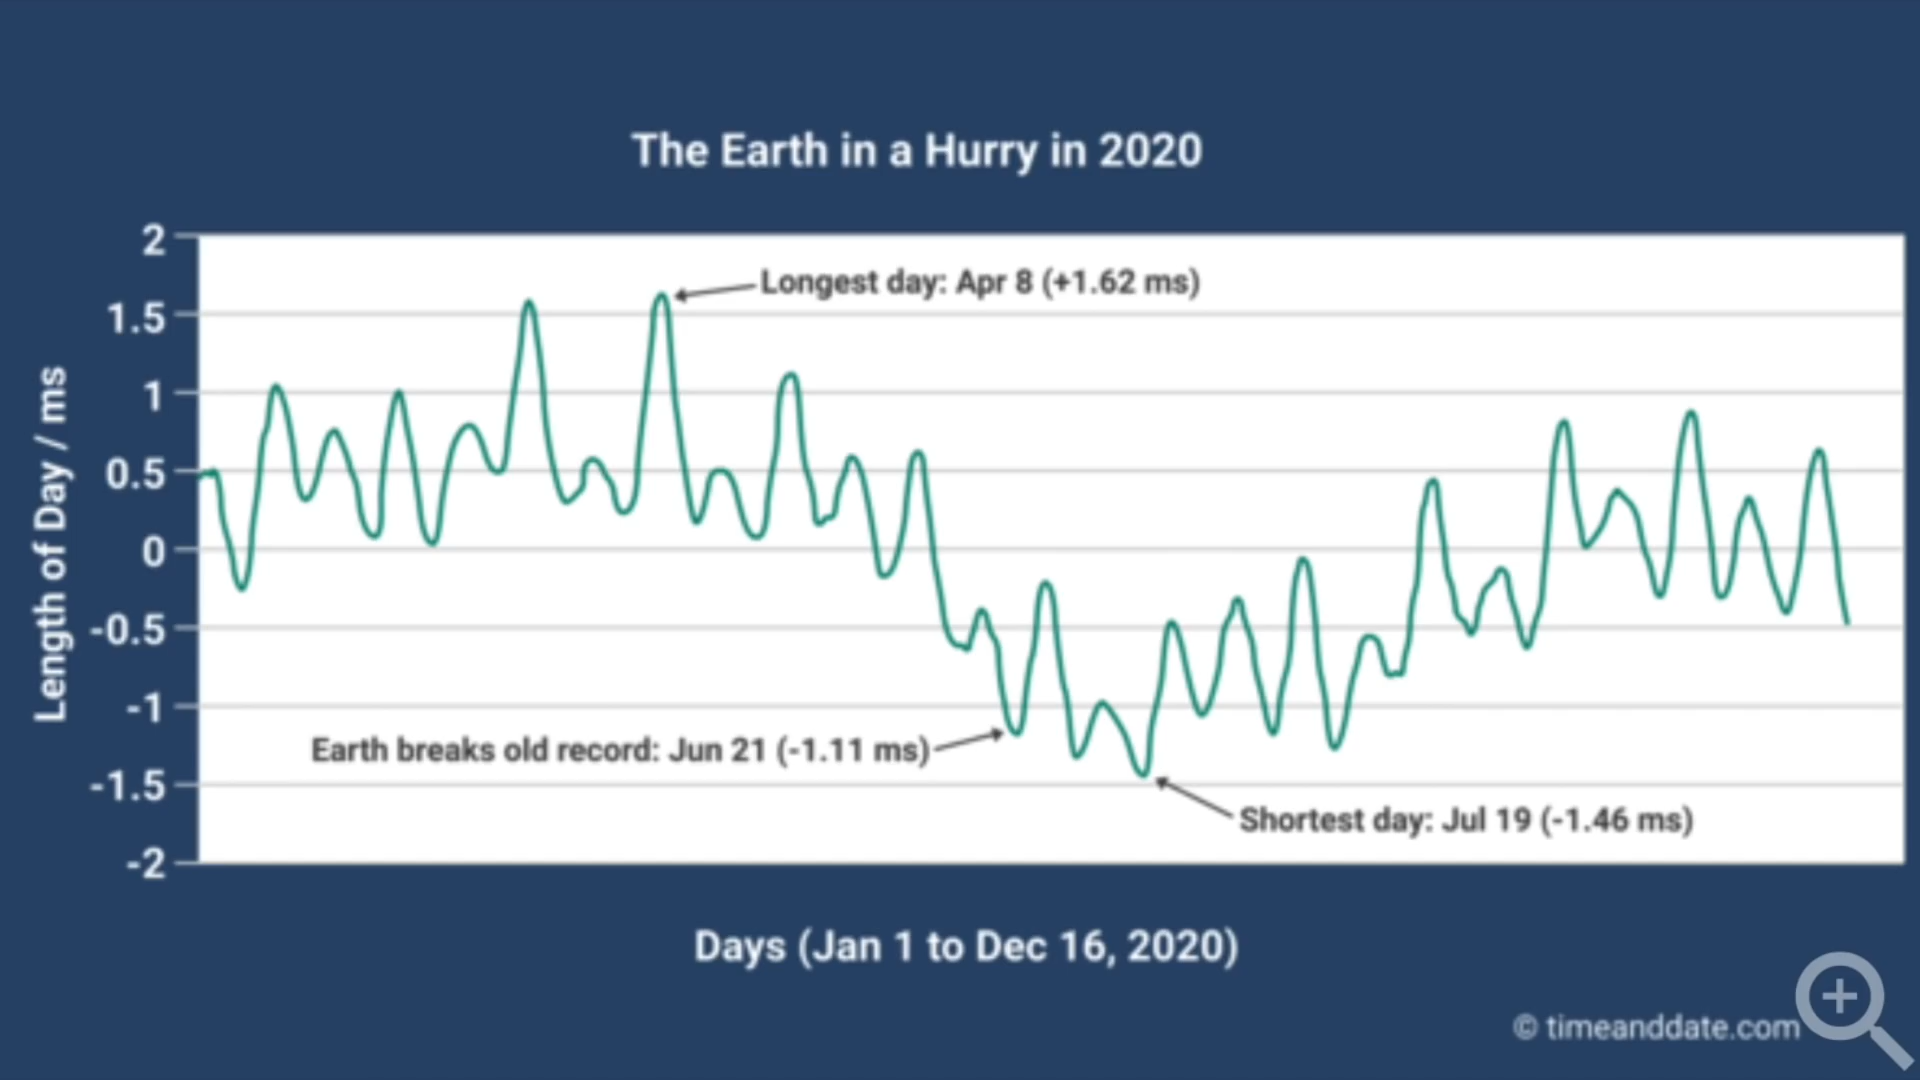 The Earth in a Hurry in 2020
2
1.5
1
0.5
0
-0.5
-1
-1.5
-2
Length of Day / ms
Longest day: Apr 8 (+1.62 ms)
Earth breaks old record: Jun 21 (-1.11 ms)
Shortest day: Jul 19 (-1.46 ms)
Days (Jan 1 to Dec 16, 2020)
© timeanddate.com